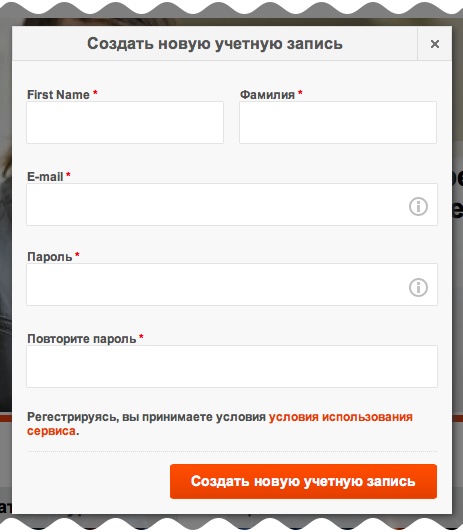 Создать новую учетную запись
First Name *
Фамилия *
E-mail *
Пароль *
Повторите пароль *
Регестрируясь, вы принимаете условия условия использования
сервиса.
Создать новую учетную запись